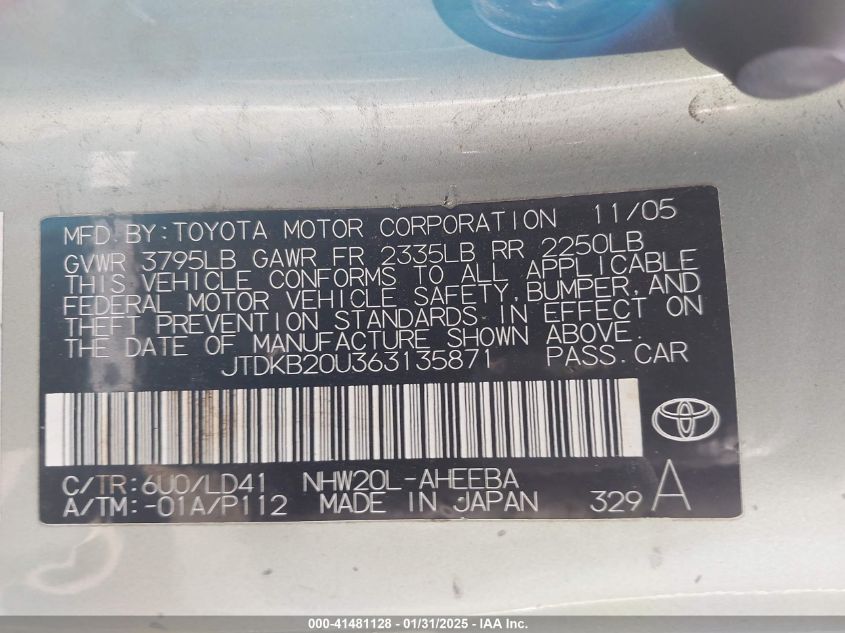 MFD.BY:TOYOTA MOTOR CORPORATION 11/05
GVWR 3795LB GAWR FR 2335LB RR 2250LB
THIS VEHICLE CONFORMS TO ALL APPLICABLE
FEDERAL MOTOR VEHICLE SAFETY,BUMPER,AND
THEFT PREVENTION STANDARDS IN EFFECT ON
THE DATE OF MANUFACTURE SHOWN ABOVE.
JTDKB20U363135871 PASS.CAR
C/TR:6U0/LD41 NHW20L-AHEEBA
A/TM:-01A/P112 MADE IN JAPAN 329 A
000-41481128 - 01/31/2025 - IAA Inc.